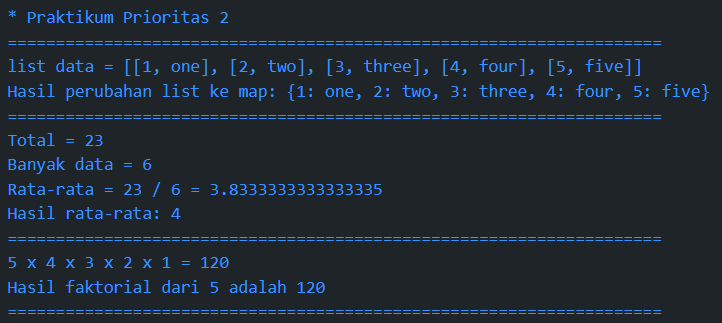 * Praktikum Prioritas 2
====================================================================
list data = [[1, one], [2, two], [3, three], [4, four], [5, five]]
Hasil perubahan list ke map: {1: one, 2: two, 3: three, 4: four, 5: five}
====================================================================
Total = 23
Banyak data = 6
Rata-rata = 23 / 6 = 3.8333333333333335
Hasil rata-rata: 4
====================================================================
5 x 4 x 3 x 2 x 1 = 120
Hasil faktorial dari 5 adalah 120
====================================================================